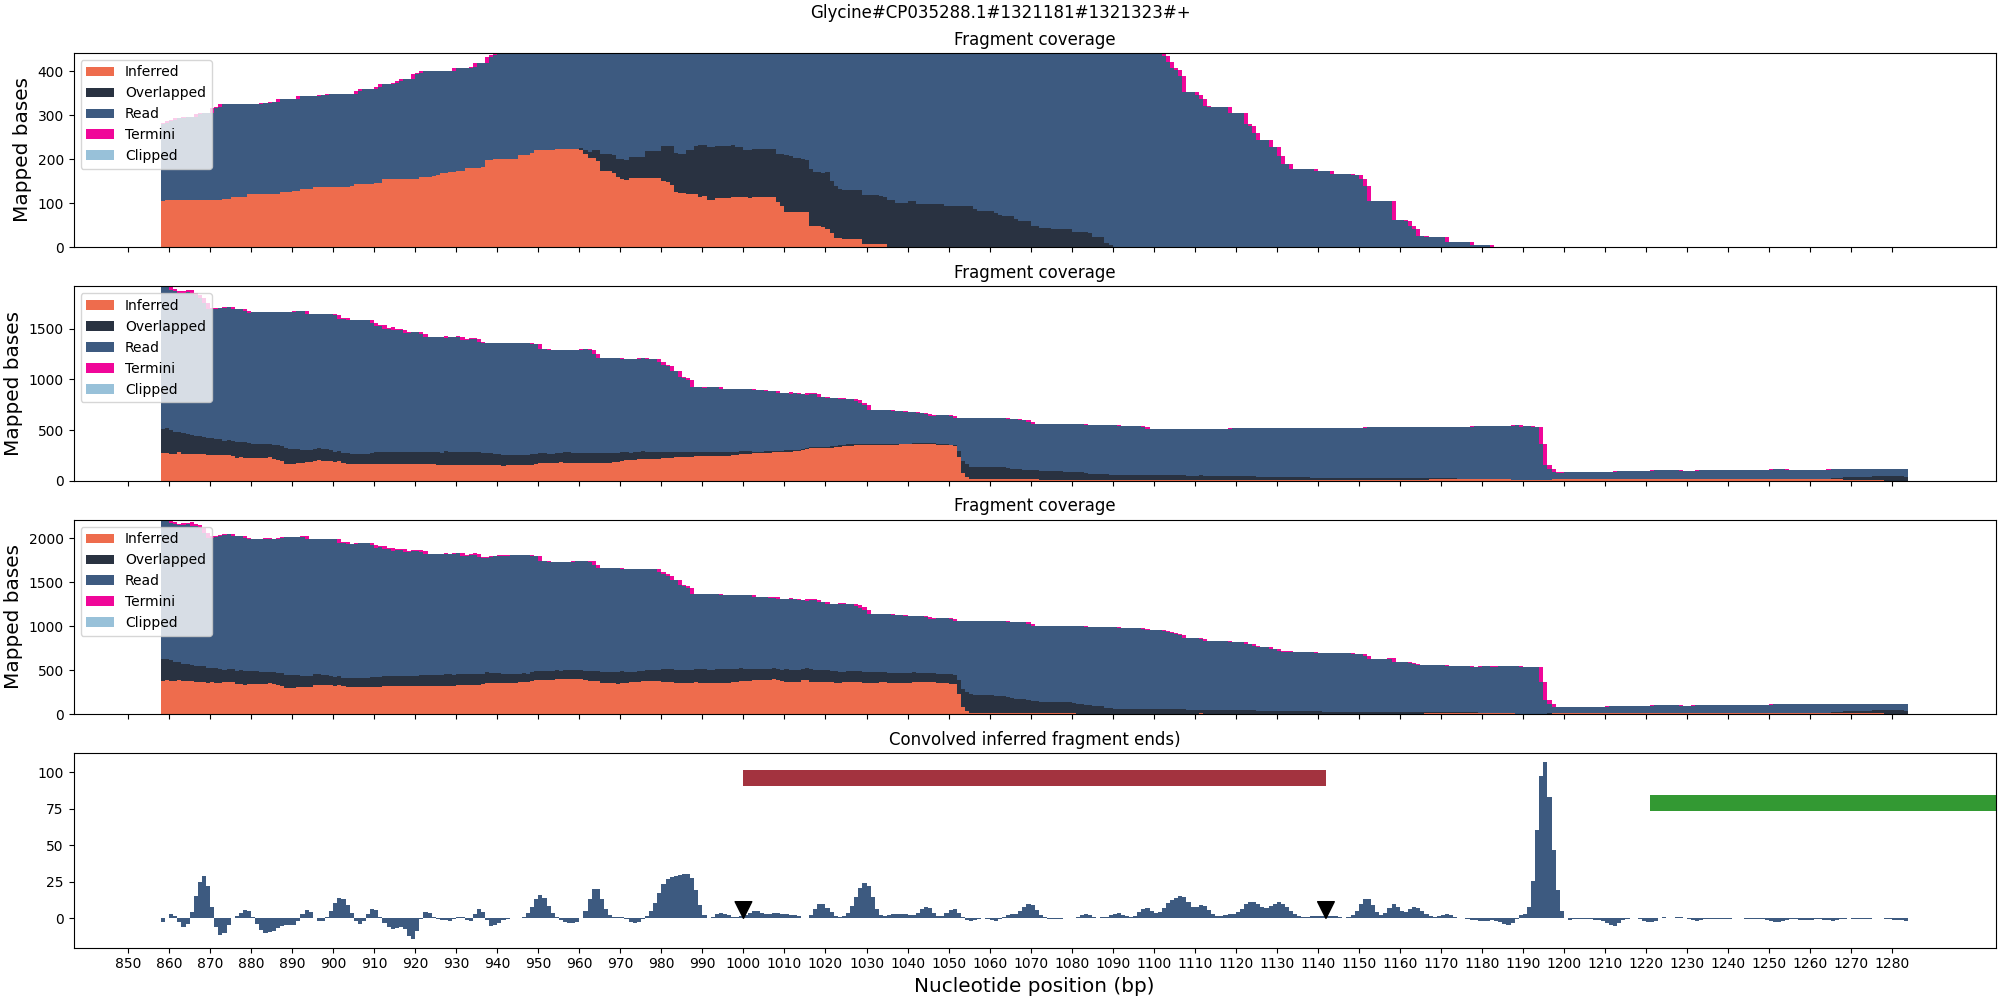 Glycine#CP035288.1#1321181#1321323#+
Fragment coverage
Mapped bases
400
300
200
100
0
Inferred
Overlapped
Read
Termini
Clipped
Fragment coverage
Mapped bases
1500
1000
500
0
Inferred
Overlapped
Read
Termini
Clipped
Fragment coverage
Mapped bases
2000
1500
1000
500
0
Inferred
Overlapped
Read
Termini
Clipped
Convolved inferred fragment ends)
100
75
50
25
0
850 860 870 880 890 900 910 920 930 940 950 960 970 980 990 1000 1010 1020 1030 1040 1050 1060 1070 1080 1090 1100 1110 1120 1130 1140 1150 1160 1170 1180 1190 1200 1210 1220 1230 1240 1250 1260 1270 1280
Nucleotide position (bp)